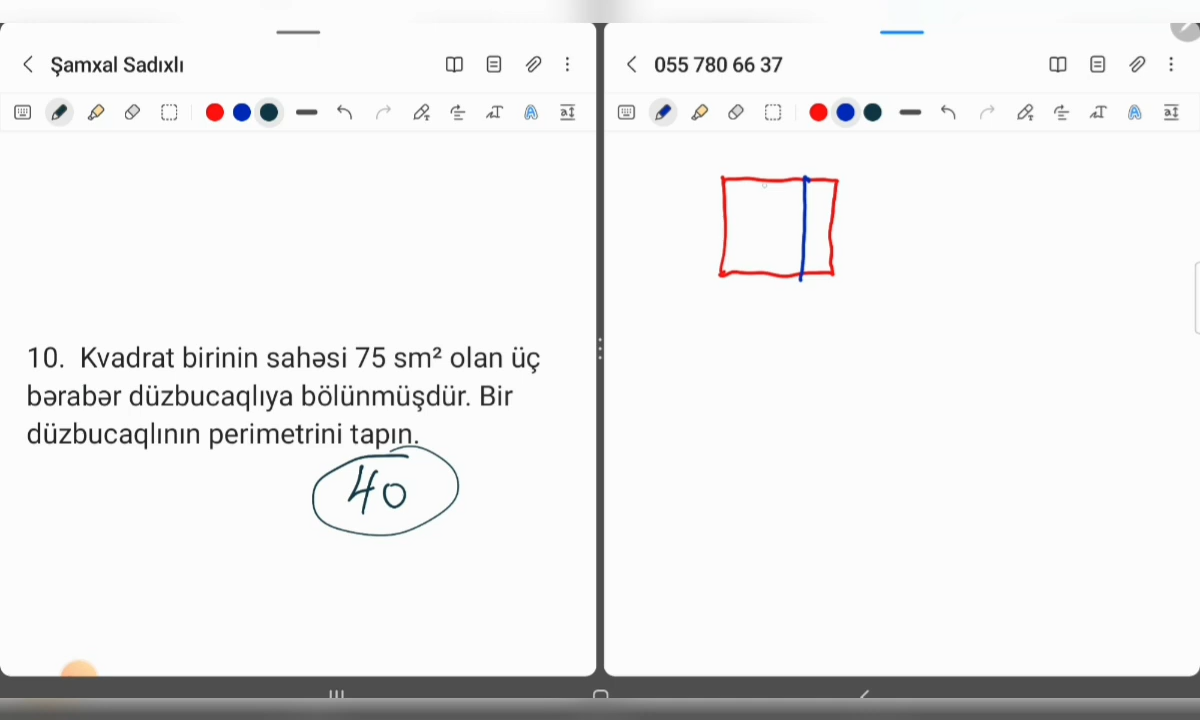 Şamxal Sadıxlı
055 780 66 37
10. Kvadrat birinin sahəsi 75 sm² olan üç
bərabər düzbucaqlıya bölünmüşdür. Bir
düzbucaqlının perimetrini tapın.
40